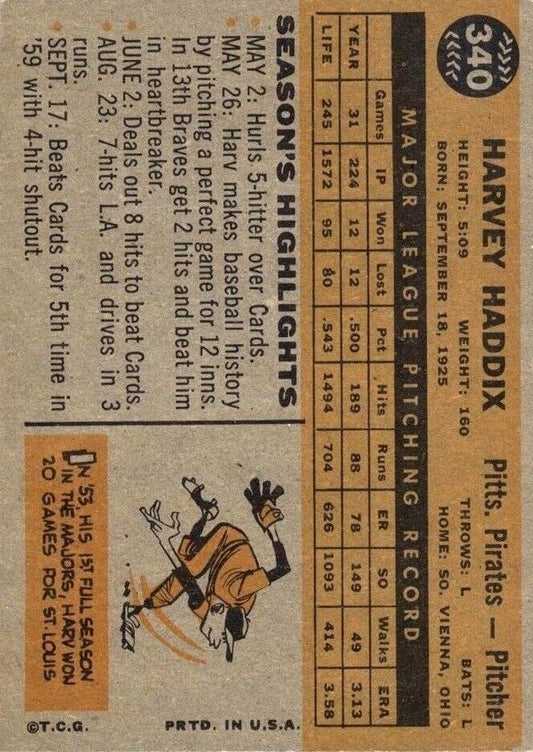 340
HARVEY HADDIX Pitts. Pirates — Pitcher
HEIGHT: 5:09 WEIGHT: 160 THROWS: L BATS: L
BORN: SEPTEMBER 18, 1925 HOME: SO. VIENNA, OHIO
MAJOR LEAGUE PITCHING RECORD
Games IP Won Lost Pct Hits Runs ER SO Walks ERA
YEAR 31 224 12 12 .500 189 88 78 149 49 3.13
LIFE 245 1572 95 80 .543 1494 704 626 1093 414 3.58
SEASON'S HIGHLIGHTS
• MAY 2: Hurls 5-hitter over Cards.
• MAY 26: Harv makes baseball history
by pitching a perfect game for 12 inns.
In 13th Braves get 2 hits and beat him
in heartbreaker.
• JUNE 2: Deals out 8 hits to beat Cards.
• AUG. 23: 7-hits L.A. and drives in 3
runs.
• SEPT. 17: Beats Cards for 5th time in
'59 with 4-hit shutout.
IN '53, HIS 1ST FULL SEASON
IN THE MAJORS, HARV WON
20 GAMES FOR ST. LOUIS
©T.C.G. PRTD. IN U.S.A.